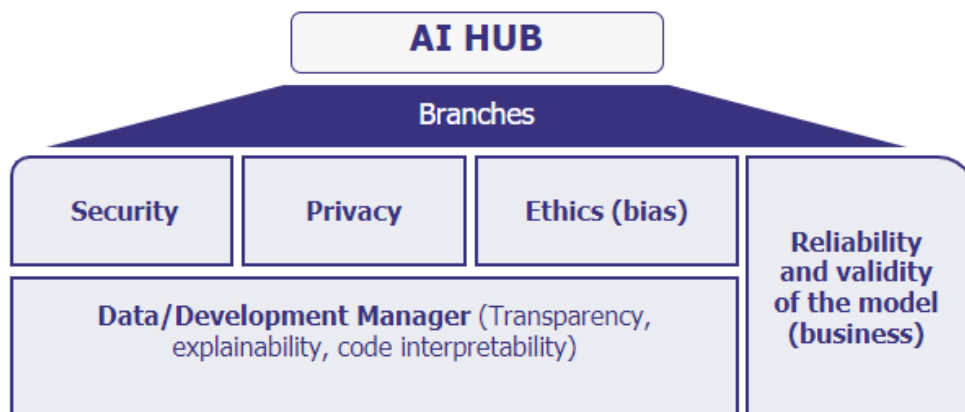 AI HUB
Branches
Security
Privacy
Ethics (bias)
Reliability
and validity
of the model
(business)
Data/Development Manager (Transparency,
explainability, code interpretability)